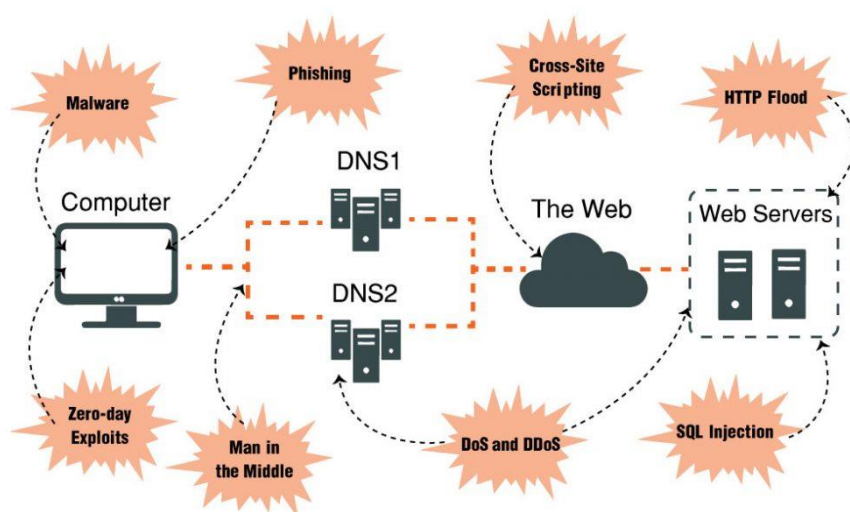 Malware
Phishing
Cross-Site
Scripting
HTTP Flood
Computer
DNS1
The Web
Web Servers
DNS2
Zero-day
Exploits
Man in
the Middle
DoS and DDoS
SQL Injection